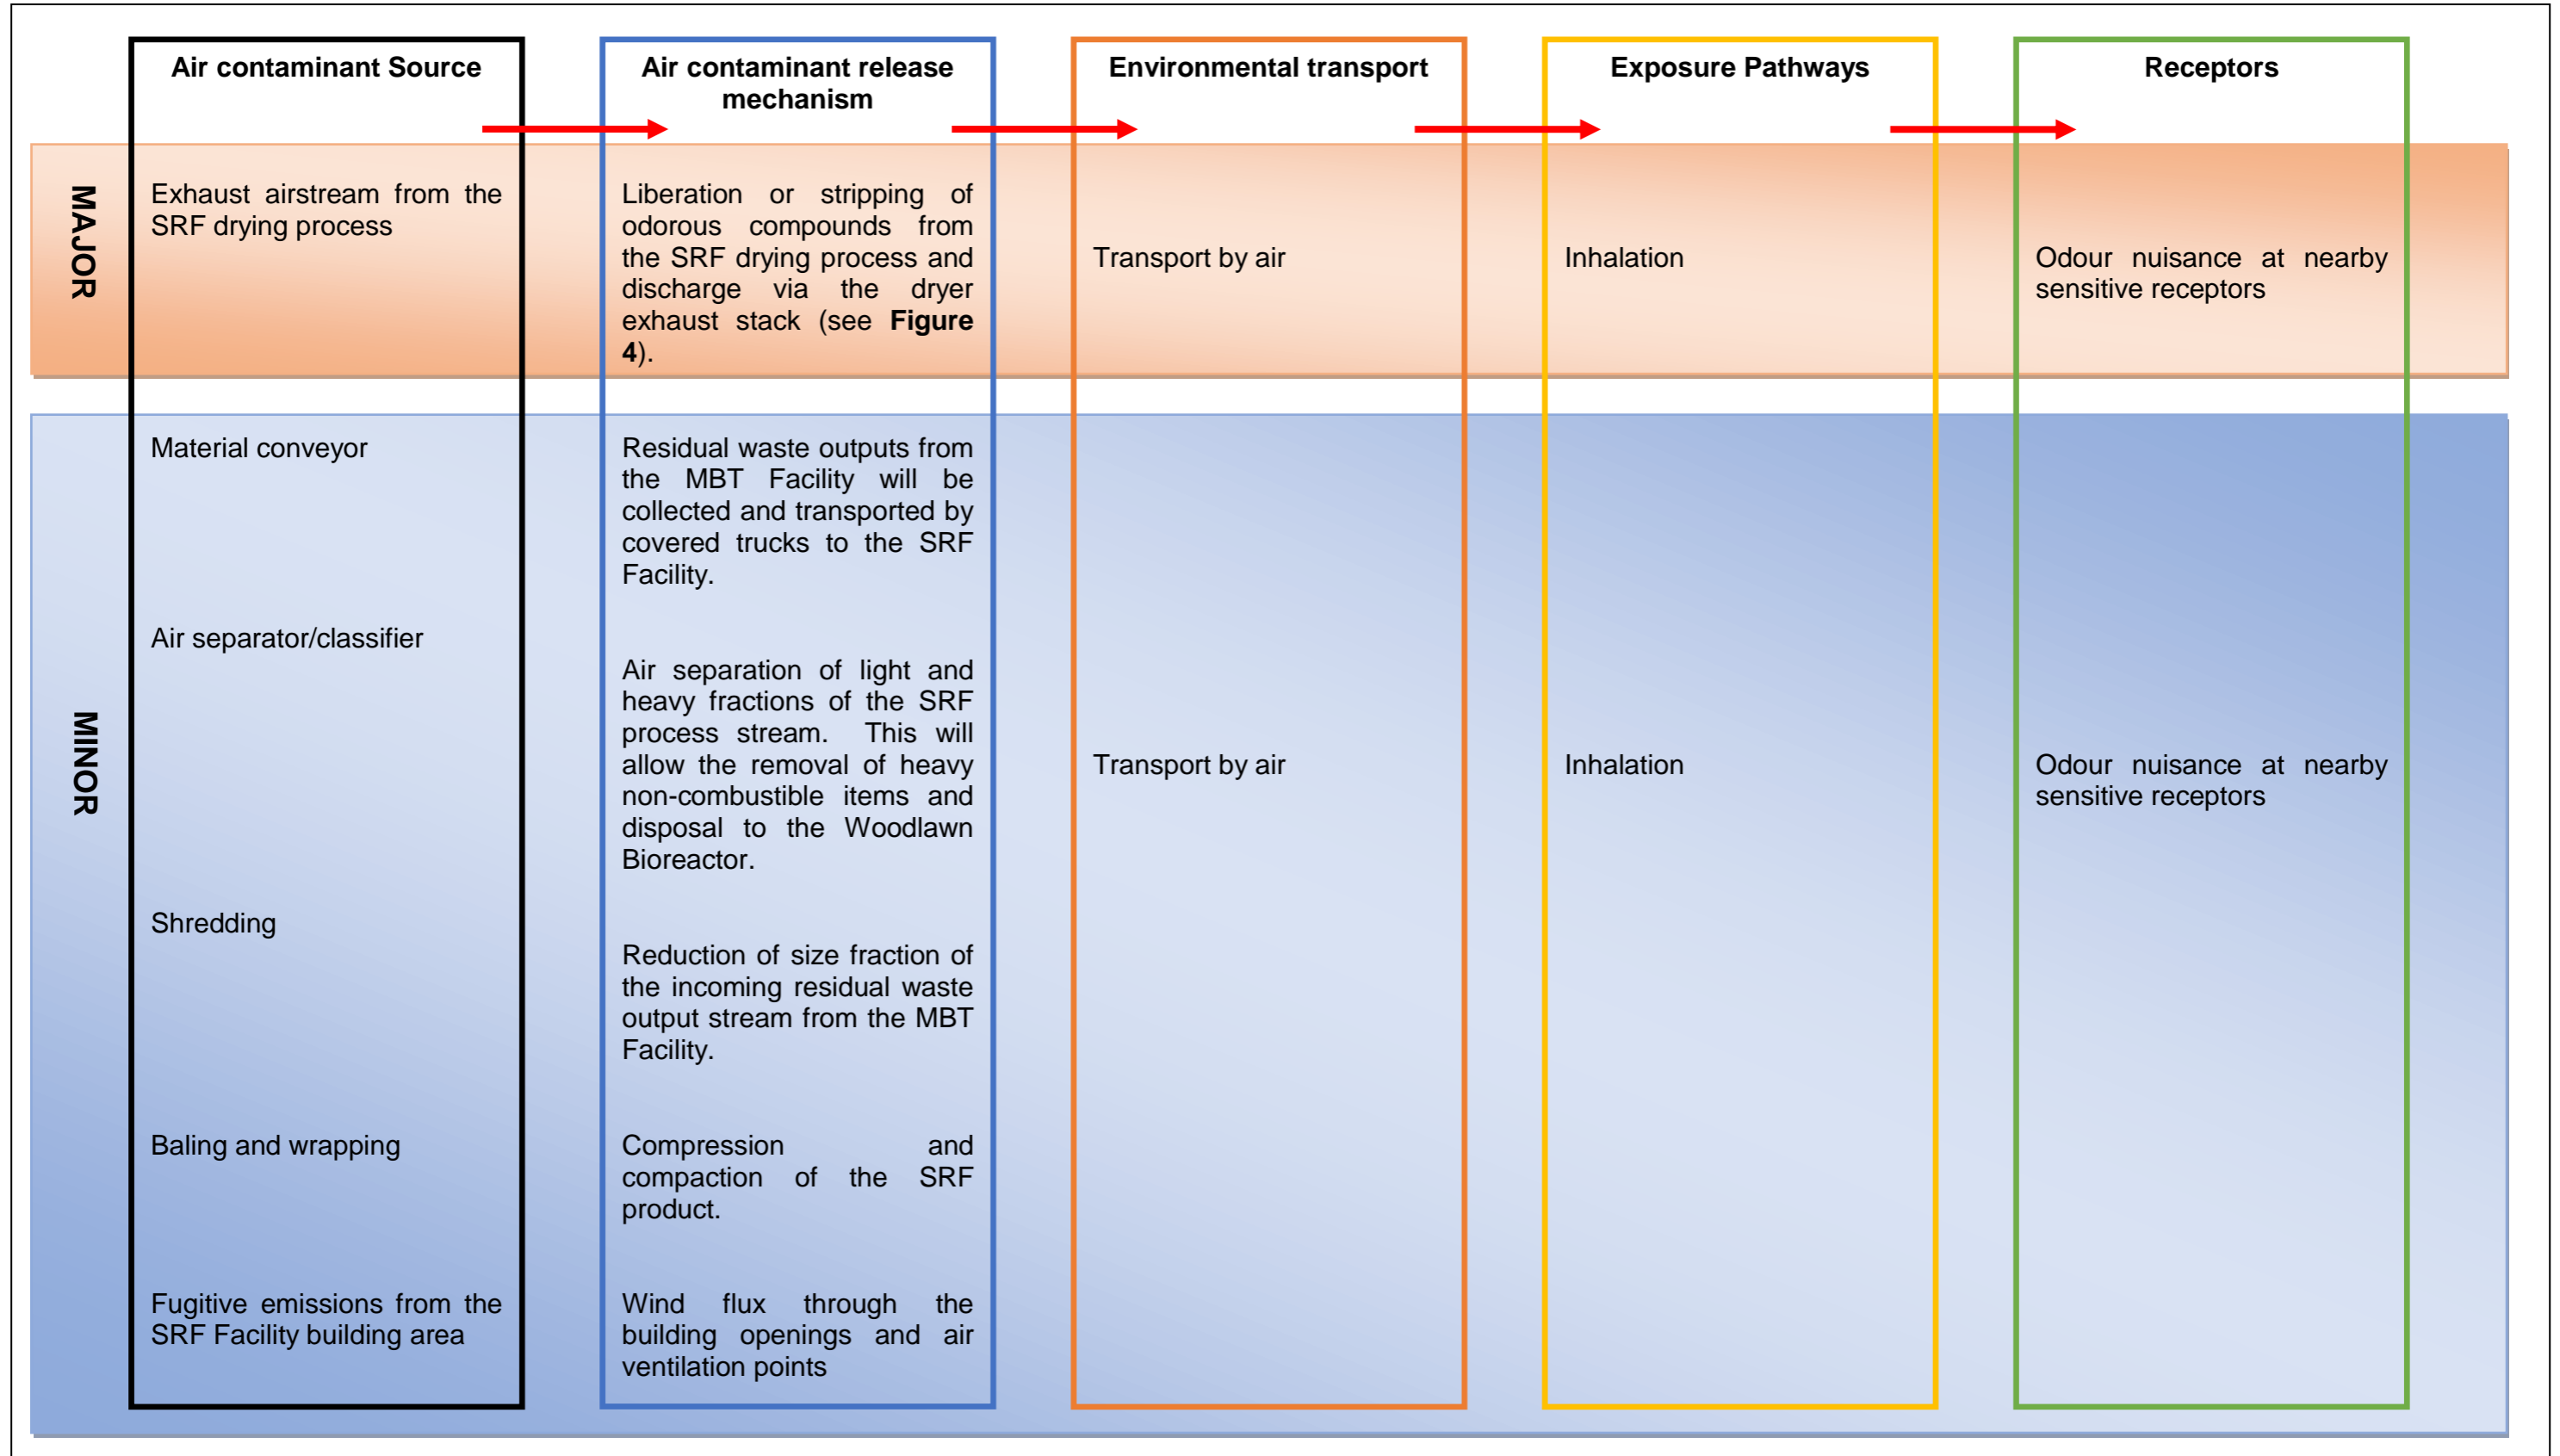 Air contaminant Source
Air contaminant release
mechanism
Environmental transport
Exposure Pathways
Receptors
MAJOR
Exhaust airstream from the
SRF drying process
Liberation or stripping of
odorous compounds from
the SRF drying process and
discharge via the dryer
exhaust stack (see Figure
4).
Transport by air
Inhalation
Odour nuisance at nearby
sensitive receptors
MINOR
Material conveyor
Air separator/classifier
Shredding
Baling and wrapping
Fugitive emissions from the
SRF Facility building area
Residual waste outputs from
the MBT Facility will be
collected and transported by
covered trucks to the SRF
Facility.
Air separation of light and
heavy fractions of the SRF
process stream. This will
allow the removal of heavy
non-combustible items and
disposal to the Woodlawn
Bioreactor.
Reduction of size fraction of
the incoming residual waste
output stream from the MBT
Facility.
Compression and
compaction of the SRF
product.
Wind flux through the
building openings and air
ventilation points
Transport by air
Inhalation
Odour nuisance at nearby
sensitive receptors